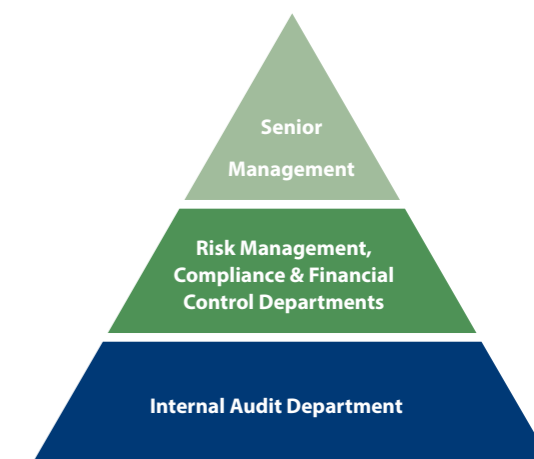 Senior
Management
Risk Management,
Compliance & Financial
Control Departments
Internal Audit Department